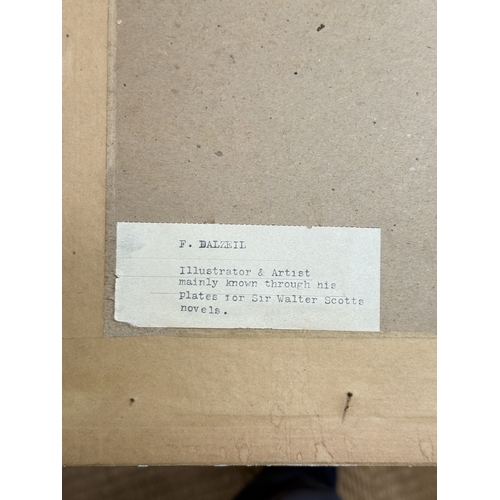 F. DALZEIL
Illustrator & Artist
mainly known through his
plates for Sir Walter Scotts
novels.